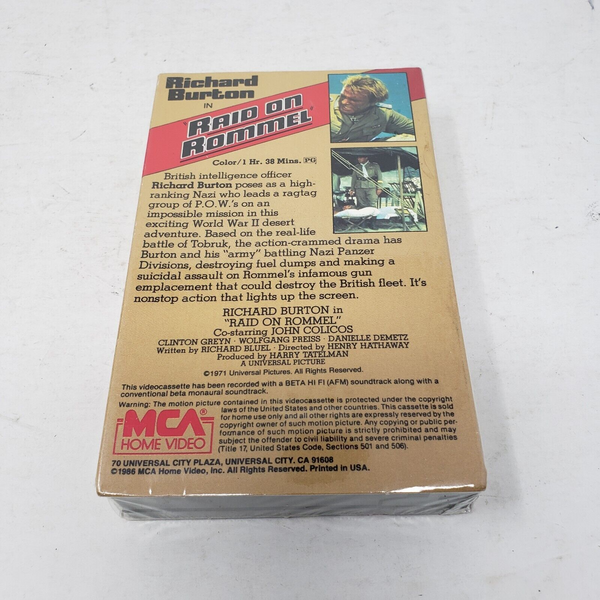 Richard
Burton
IN
"RAID ON
ROMMEL"
Color/1 Hr. 38 Mins. PG
British intelligence officer
Richard Burton poses as a high-
ranking Nazi who leads a ragtag
group of P.O.W.'s on an
impossible mission in this
exciting World War II desert
adventure. Based on the real-life
battle of Tobruk, the action-crammed drama has
Burton and his "army" battling Nazi Panzer
Divisions, destroying fuel dumps and making a
suicidal assault on Rommel's infamous gun
emplacement that could destroy the British fleet. It's
nonstop action that lights up the screen.
RICHARD BURTON in
"RAID ON ROMMEL"
Co-starring JOHN COLICOS
CLINTON GREYN · WOLFGANG PREISS · DANIELLE DEMETZ
Written by RICHARD BLUEL · Directed by HENRY HATHAWAY
Produced by HARRY TATELMAN
A UNIVERSAL PICTURE
©1971 Universal Pictures. All Rights Reserved.
This videocassette has been recorded with a BETA HI FI (AFM) soundtrack along with a
conventional beta monaural soundtrack.
Warning: The motion picture contained in this videocassette is protected under the copyright
laws of the United States and other countries. This cassette is sold
for home use only and all other rights are expressly reserved by the
copyright owner of such motion picture. Any copying or public per-
formance of such motion picture is strictly prohibited and may
subject the offender to civil liability and severe criminal penalties
(Title 17, United States Code, Sections 501 and 506).
MCA®
HOME VIDEO
70 UNIVERSAL CITY PLAZA, UNIVERSAL CITY, CA 91608
©1986 MCA Home Video, Inc. All Rights Reserved. Printed in USA.